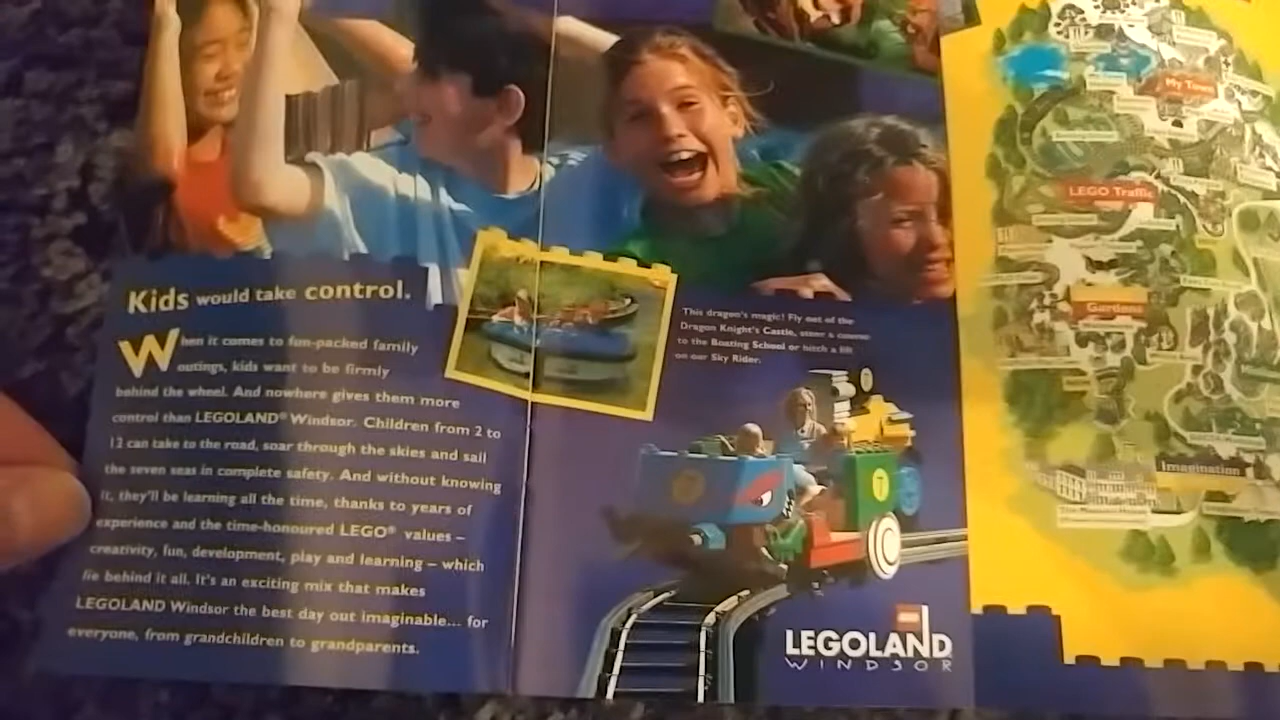 Kids would take control.
When it comes to fun-packed family
outings, kids want to be firmly
behind the wheel. And nowhere gives them more
control than LEGOLAND® Windsor. Children from 2 to
12 can take to the road, soar through the skies and sail
the seven seas in complete safety. And without knowing
it, they'll be learning all the time, thanks to years of
experience and the time-honoured LEGO® values –
creativity, fun, development, play and learning – which
lie behind it all. It's an exciting mix that makes
LEGOLAND Windsor the best day out imaginable... for
everyone, from grandchildren to grandparents.
This dragon's magic! Fly out of the
Dragon Knight's Castle, steer a course
to the Boating School or hitch a lift
on our Sky Rider.
7
7
LEGOLAND
WINDSOR
My Town
LEGO Traffic
Gardens
Imagination